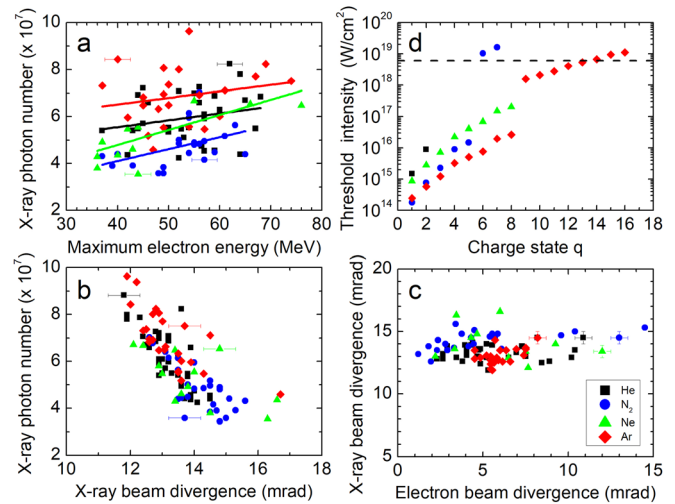 a
X-ray photon number (x 10⁷)
10
8
6
4
2
30 40 50 60 70 80
Maximum electron energy (MeV)
d
Threshold intensity (W/cm²)
10²⁰
10¹⁹
10¹⁸
10¹⁷
10¹⁶
10¹⁵
10¹⁴
0 2 4 6 8 10 12 14 16 18
Charge state q
b
X-ray photon number (x 10⁷)
10
8
6
4
2
10 12 14 16 18
X-ray beam divergence (mrad)
c
X-ray beam divergence (mrad)
20
15
10
5
0 5 10 15
Electron beam divergence (mrad)
He
N₂
Ne
Ar